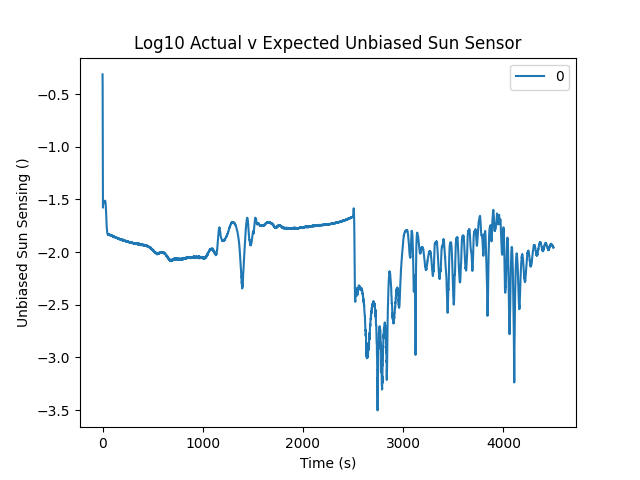 Log10 Actual v Expected Unbiased Sun Sensor
0
−0.5
−1.0
−1.5
−2.0
−2.5
−3.0
−3.5
Unbiased Sun Sensing ()
0 1000 2000 3000 4000
Time (s)